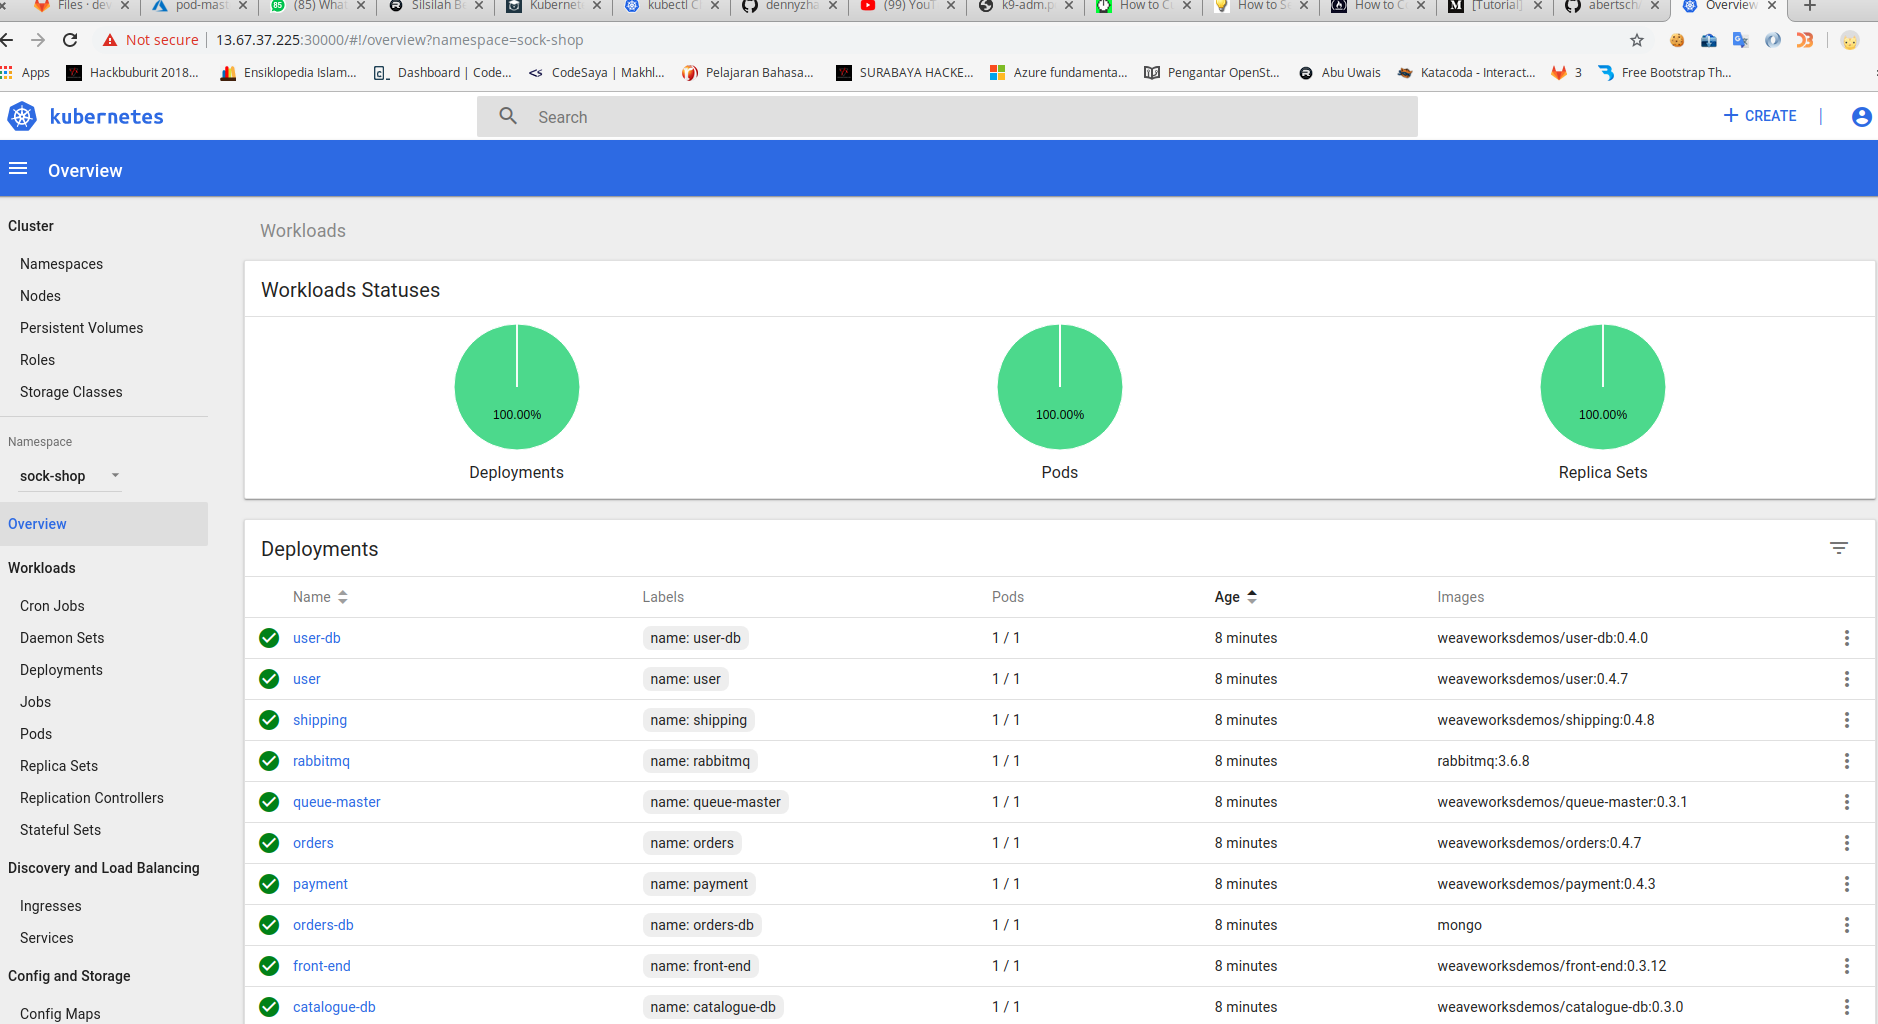 Files · dev
pod-mast
(85) What
Silsilah Be
Kubernete
kubectl C
dennyzha
(99) YouT
k9-adm.p
How to C
How to Se
How to C
[Tutorial]
abertsch/
Overview
Not secure | 13.67.37.225:30000/#!/overview?namespace=sock-shop
Apps Hackbuburit 2018... Ensiklopedia Islam... Dashboard | Code... CodeSaya | Makhl... Pelajaran Bahasa... SURABAYA HACKE... Azure fundamenta... Pengantar OpenSt... Abu Uwais Katacoda - Interact... 3 Free Bootstrap Th...
kubernetes
Search
CREATE
Overview
Cluster
Namespaces
Nodes
Persistent Volumes
Roles
Storage Classes
Namespace
sock-shop
Overview
Workloads
Cron Jobs
Daemon Sets
Deployments
Jobs
Pods
Replica Sets
Replication Controllers
Stateful Sets
Discovery and Load Balancing
Ingresses
Services
Config and Storage
Config Maps
Workloads
Workloads Statuses
100.00% 100.00% 100.00%
Deployments Pods Replica Sets
Deployments
Name Labels Pods Age Images
user-db name: user-db 1 / 1 8 minutes weaveworksdemos/user-db:0.4.0
user name: user 1 / 1 8 minutes weaveworksdemos/user:0.4.7
shipping name: shipping 1 / 1 8 minutes weaveworksdemos/shipping:0.4.8
rabbitmq name: rabbitmq 1 / 1 8 minutes rabbitmq:3.6.8
queue-master name: queue-master 1 / 1 8 minutes weaveworksdemos/queue-master:0.3.1
orders name: orders 1 / 1 8 minutes weaveworksdemos/orders:0.4.7
payment name: payment 1 / 1 8 minutes weaveworksdemos/payment:0.4.3
orders-db name: orders-db 1 / 1 8 minutes mongo
front-end name: front-end 1 / 1 8 minutes weaveworksdemos/front-end:0.3.12
catalogue-db name: catalogue-db 1 / 1 8 minutes weaveworksdemos/catalogue-db:0.3.0